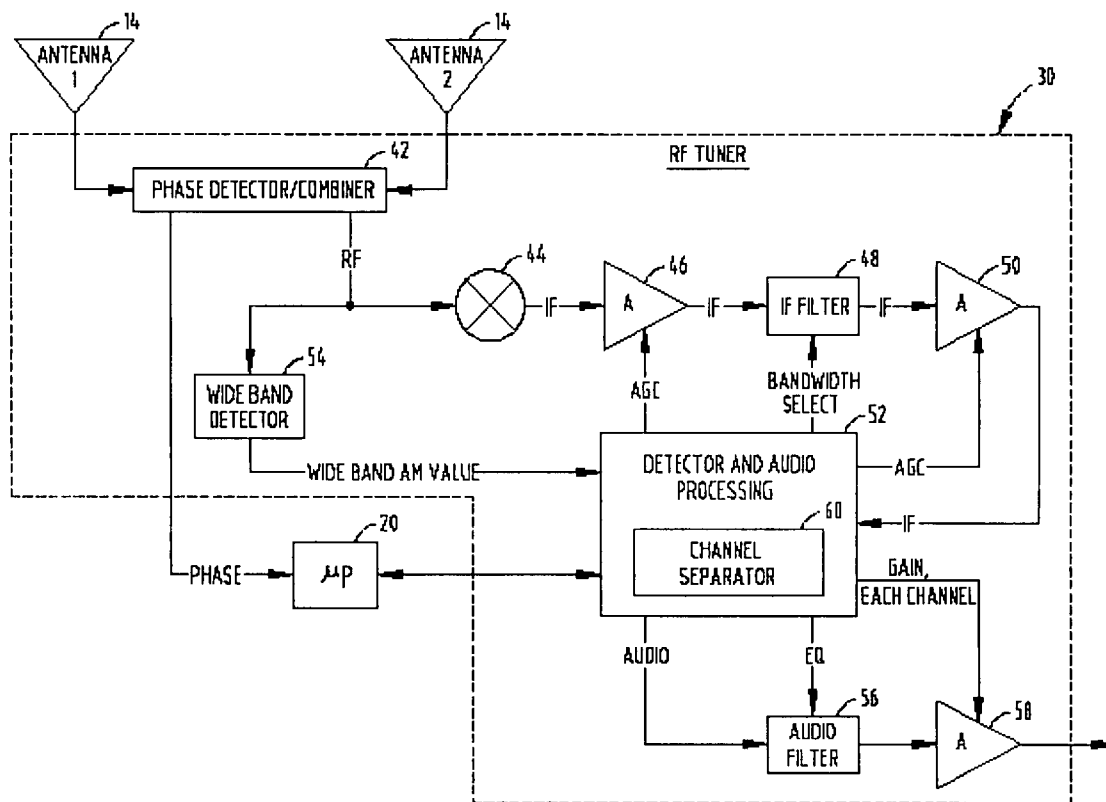 14
14
ANTENNA
1
ANTENNA
2
30
42
RF TUNER
PHASE DETECTOR/COMBINER
RF
44
46
48
50
A
IF FILTER
A
IF
IF
IF
54
WIDE BAND
DETECTOR
AGC
BANDWIDTH
SELECT
52
WIDE BAND AM VALUE
DETECTOR AND AUDIO
PROCESSING
AGC
60
IF
20
CHANNEL
SEPARATOR
PHASE
μP
GAIN,
EACH CHANNEL
AUDIO
EQ
56
58
AUDIO
FILTER
A